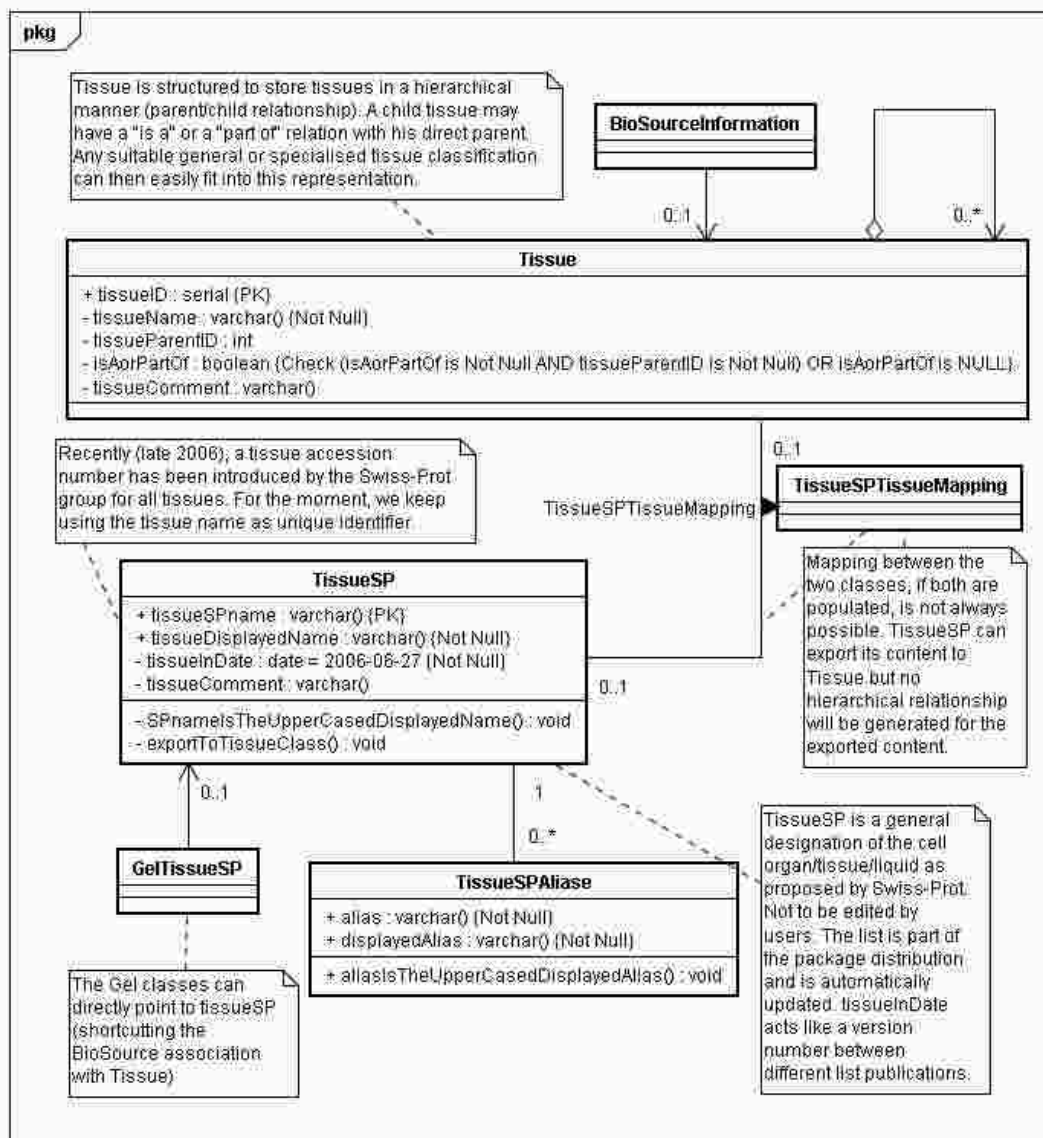 pkg
Tissue is structured to store tissues in a hierarchical
manner (parent/child relationship). A child tissue may
have a "is a" or a "part of" relation with his direct parent.
Any suitable general or specialised tissue classification
can then easily fit into this representation.
BioSourceInformation
0..1
0..*
Tissue
+ tissueID : serial {PK}
- tissueName : varchar() {Not Null}
- tissueParentID : int
- isAorPartOf : boolean {Check (isAorPartOf is Not Null AND tissueParentID is Not Null) OR isAorPartOf is NULL}
- tissueComment : varchar()
Recently (late 2006), a tissue accession
number has been introduced by the Swiss-Prot
group for all tissues. For the moment, we keep
using the tissue name as unique identifier.
0..1
TissueSPTissueMapping
TissueSPTissueMapping
Mapping between the
two classes, if both are
populated, is not always
possible. TissueSP can
export its content to
Tissue but no
hierarchical relationship
will be generated for the
exported content.
TissueSP
+ tissueSPname : varchar() {PK}
+ tissueDisplayedName : varchar() {Not Null}
- tissueInDate : date = 2006-06-27 {Not Null}
- tissueComment : varchar()
- SPnameIsTheUpperCasedDisplayedName() : void
- exportToTissueClass() : void
0..1
0..1
1
0..*
GelTissueSP
TissueSPAliase
+ alias : varchar() {Not Null}
+ displayedAlias : varchar() {Not Null}
+ aliasIsTheUpperCasedDisplayedAlias() : void
TissueSP is a general
designation of the cell
organ/tissue/liquid as
proposed by Swiss-Prot.
Not to be edited by
users. The list is part of
the package distribution
and is automatically
updated. tissueInDate
acts like a version
number between
different list publications.
The Gel classes can
directly point to tissueSP
(shortcutting the
BioSource association
with Tissue)